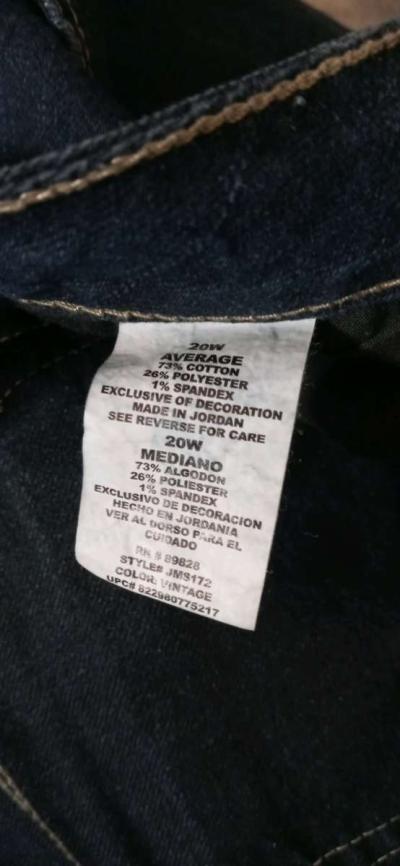 20W
AVERAGE
73% COTTON
26% POLYESTER
1% SPANDEX
EXCLUSIVE OF DECORATION
MADE IN JORDAN
SEE REVERSE FOR CARE
20W
MEDIANO
73% ALGODON
26% POLIESTER
1% SPANDEX
EXCLUSIVO DE DECORACION
HECHO EN JORDANIA
VER AL DORSO PARA EL
CUIDADO
RN # 89828
STYLE# JMS172
COLOR: VINTAGE
UPC# 822980775217